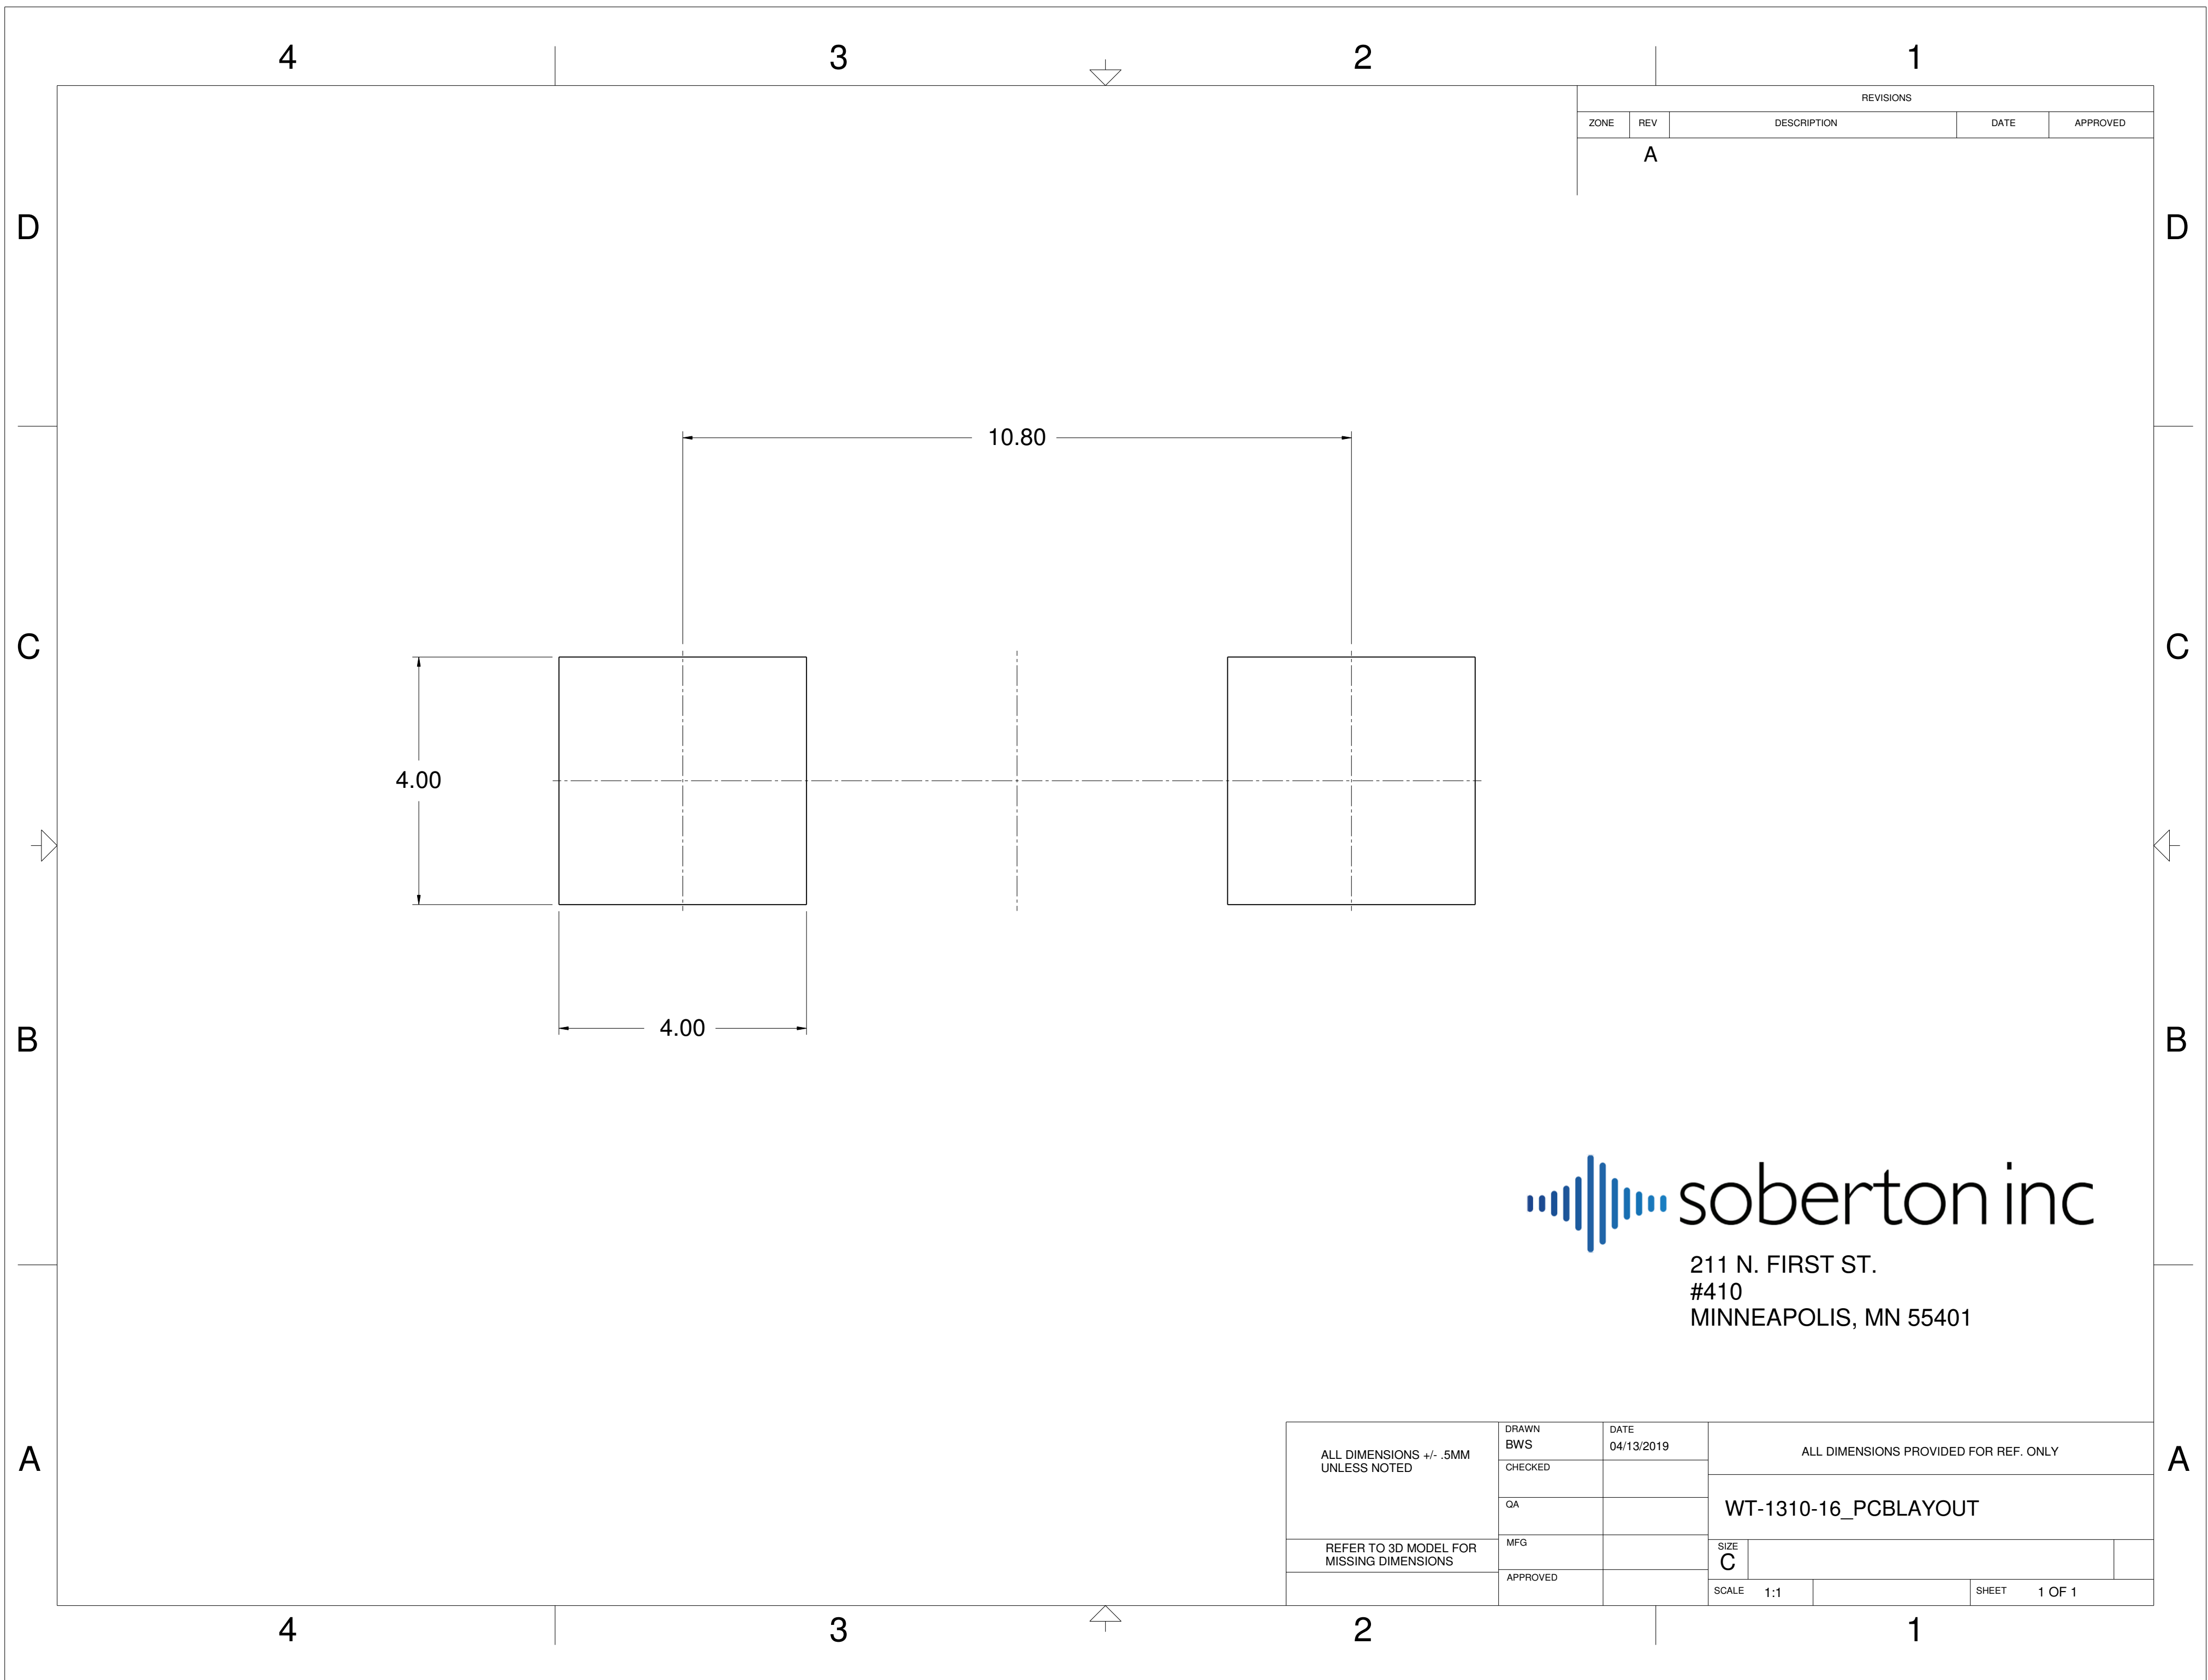 4 3 2 1
REVISIONS
ZONE REV DESCRIPTION DATE APPROVED
A
D D
10.80
C C
4.00
4.00
B B
soberton inc
211 N. FIRST ST.
#410
MINNEAPOLIS, MN 55401
A A
ALL DIMENSIONS +/- .5MM
UNLESS NOTED
REFER TO 3D MODEL FOR
MISSING DIMENSIONS
DRAWN
BWS
DATE
04/13/2019
CHECKED
QA
MFG
APPROVED
ALL DIMENSIONS PROVIDED FOR REF. ONLY
WT-1310-16_PCBLAYOUT
SIZE
C
SCALE 1:1
SHEET 1 OF 1
4 3 2 1